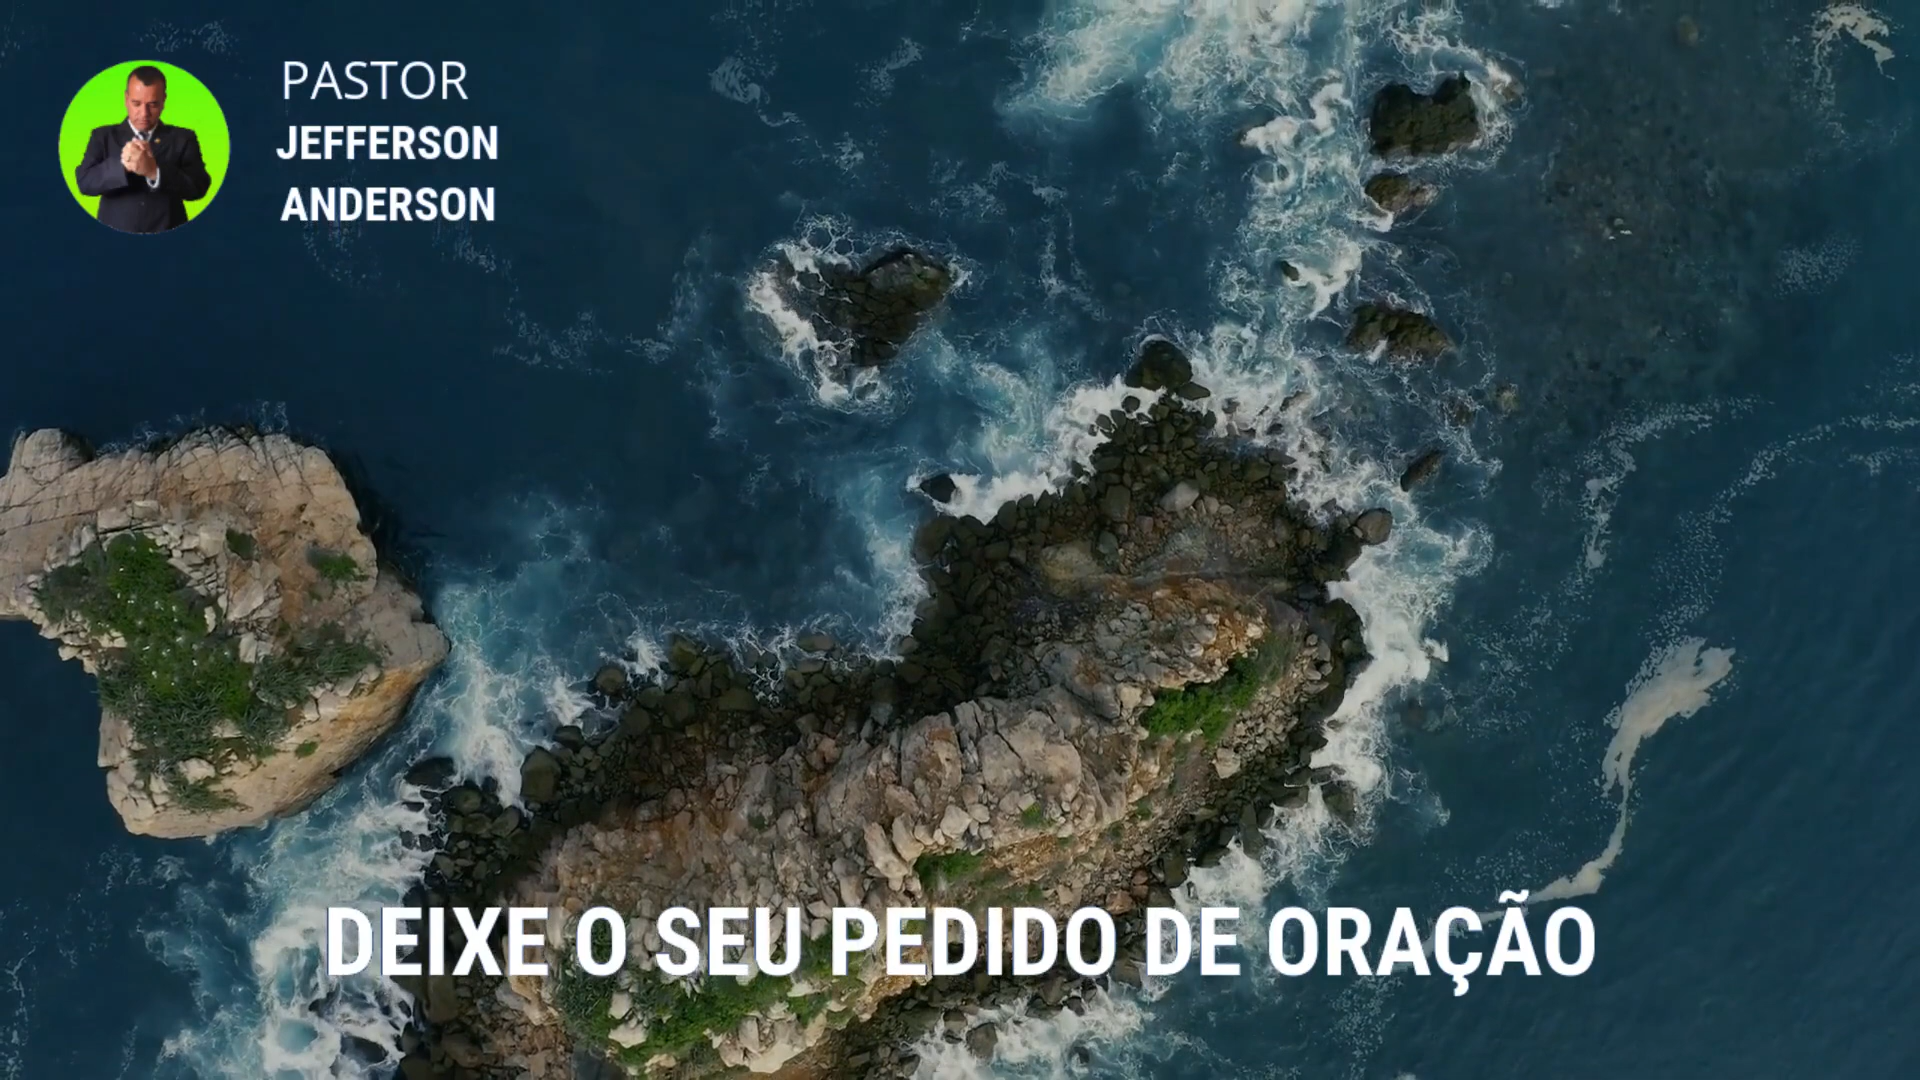 PASTOR
JEFFERSON
ANDERSON
DEIXE O SEU PEDIDO DE ORAÇÃO